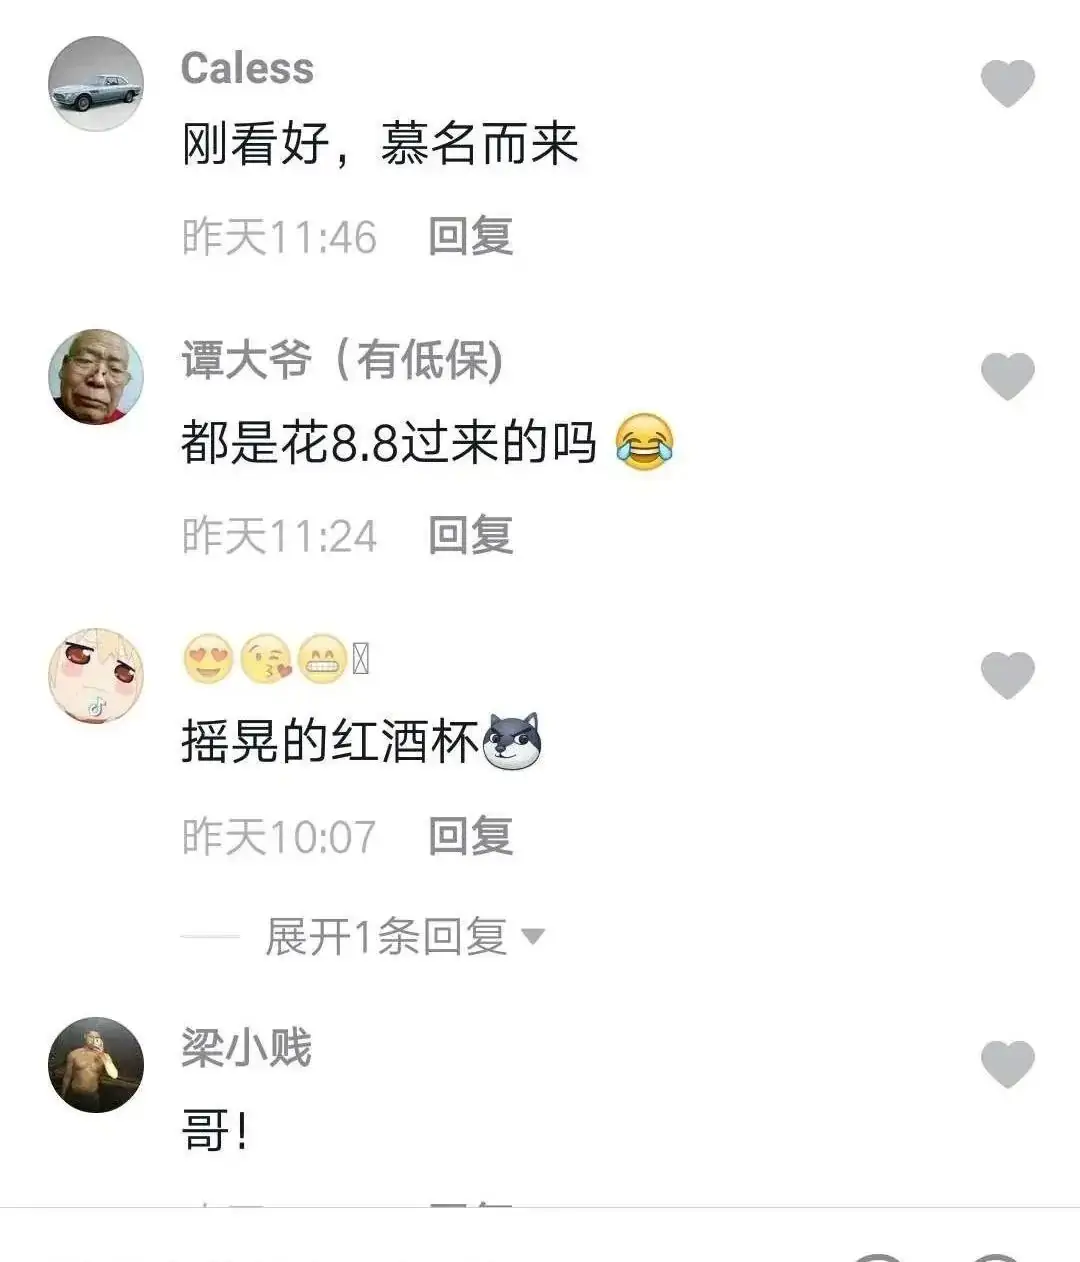 Caless
刚看好，慕名而来
昨天11:46 回复
谭大爷（有低保)
都是花8.8过来的吗 😂
昨天11:24 回复
😍😘😁
摇晃的红酒杯
昨天10:07 回复
展开1条回复
梁小贱
哥！